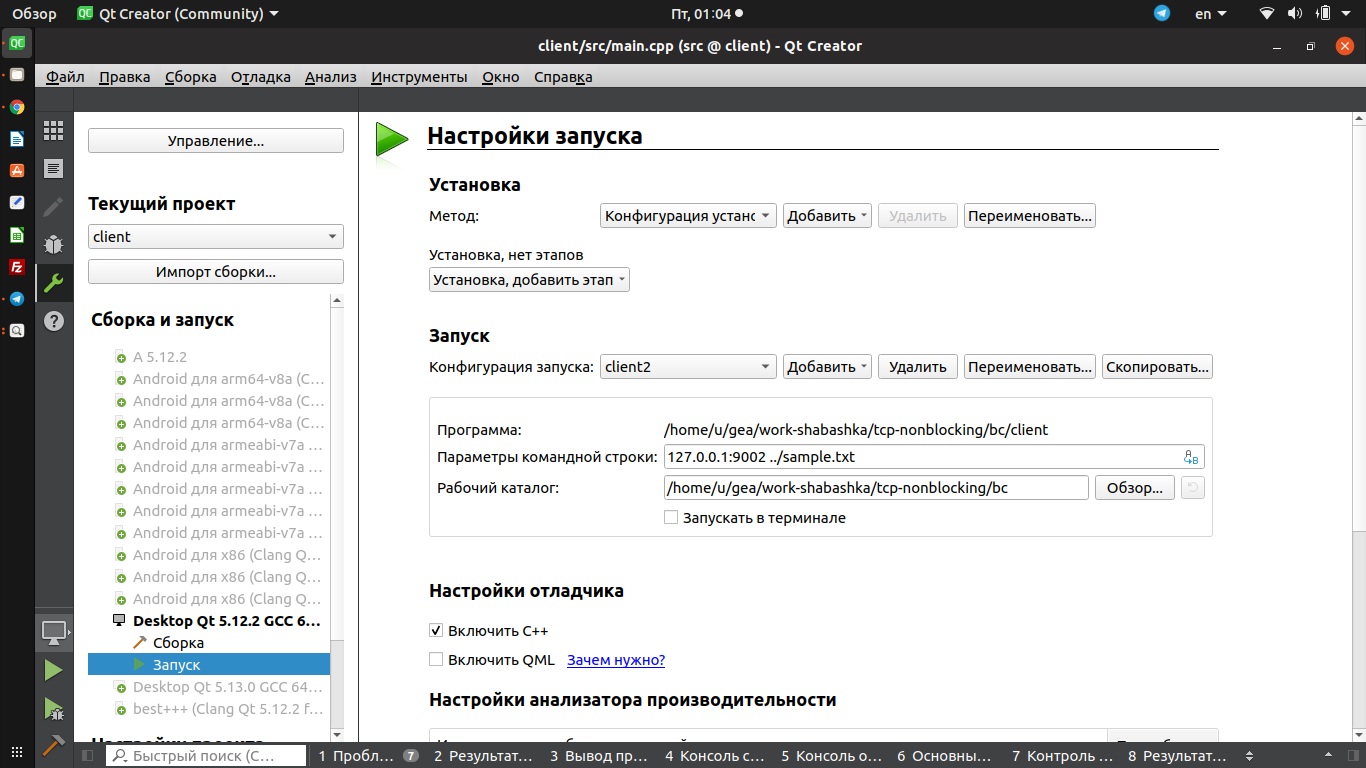 Обзор
Qt Creator (Community)
Пт, 01:04
en
client/src/main.cpp (src @ client) - Qt Creator
Файл Правка Сборка Отладка Анализ Инструменты Окно Справка
Управление...
Текущий проект
client
Импорт сборки...
Сборка и запуск
A 5.12.2
Android для arm64-v8a (C...
Android для arm64-v8a (C...
Android для arm64-v8a (C...
Android для armeabi-v7a ...
Android для armeabi-v7a ...
Android для armeabi-v7a ...
Android для armeabi-v7a ...
Android для armeabi-v7a ...
Android для x86 (Clang Q...
Android для x86 (Clang Q...
Android для x86 (Clang Q...
Desktop Qt 5.12.2 GCC 6...
Сборка
Запуск
Desktop Qt 5.13.0 GCC 64...
best+++ (Clang Qt 5.12.2 f...
Настройки проекта
Настройки запуска
Установка
Метод: Конфигурация устано Добавить Удалить Переименовать...
Установка, нет этапов
Установка, добавить этап
Запуск
Конфигурация запуска: client2 Добавить Удалить Переименовать... Скопировать...
Программа: /home/u/gea/work-shabashka/tcp-nonblocking/bc/client
Параметры командной строки: 127.0.0.1:9002 ../sample.txt
Рабочий каталог: /home/u/gea/work-shabashka/tcp-nonblocking/bc Обзор...
Запускать в терминале
Настройки отладчика
Включить C++
Включить QML Зачем нужно?
Настройки анализатора производительности
Быстрый поиск (C... 1 Пробл... 7 2 Результат... 3 Вывод пр... 4 Консоль с... 5 Консоль о... 6 Основны... 7 Контроль ... 8 Результат...